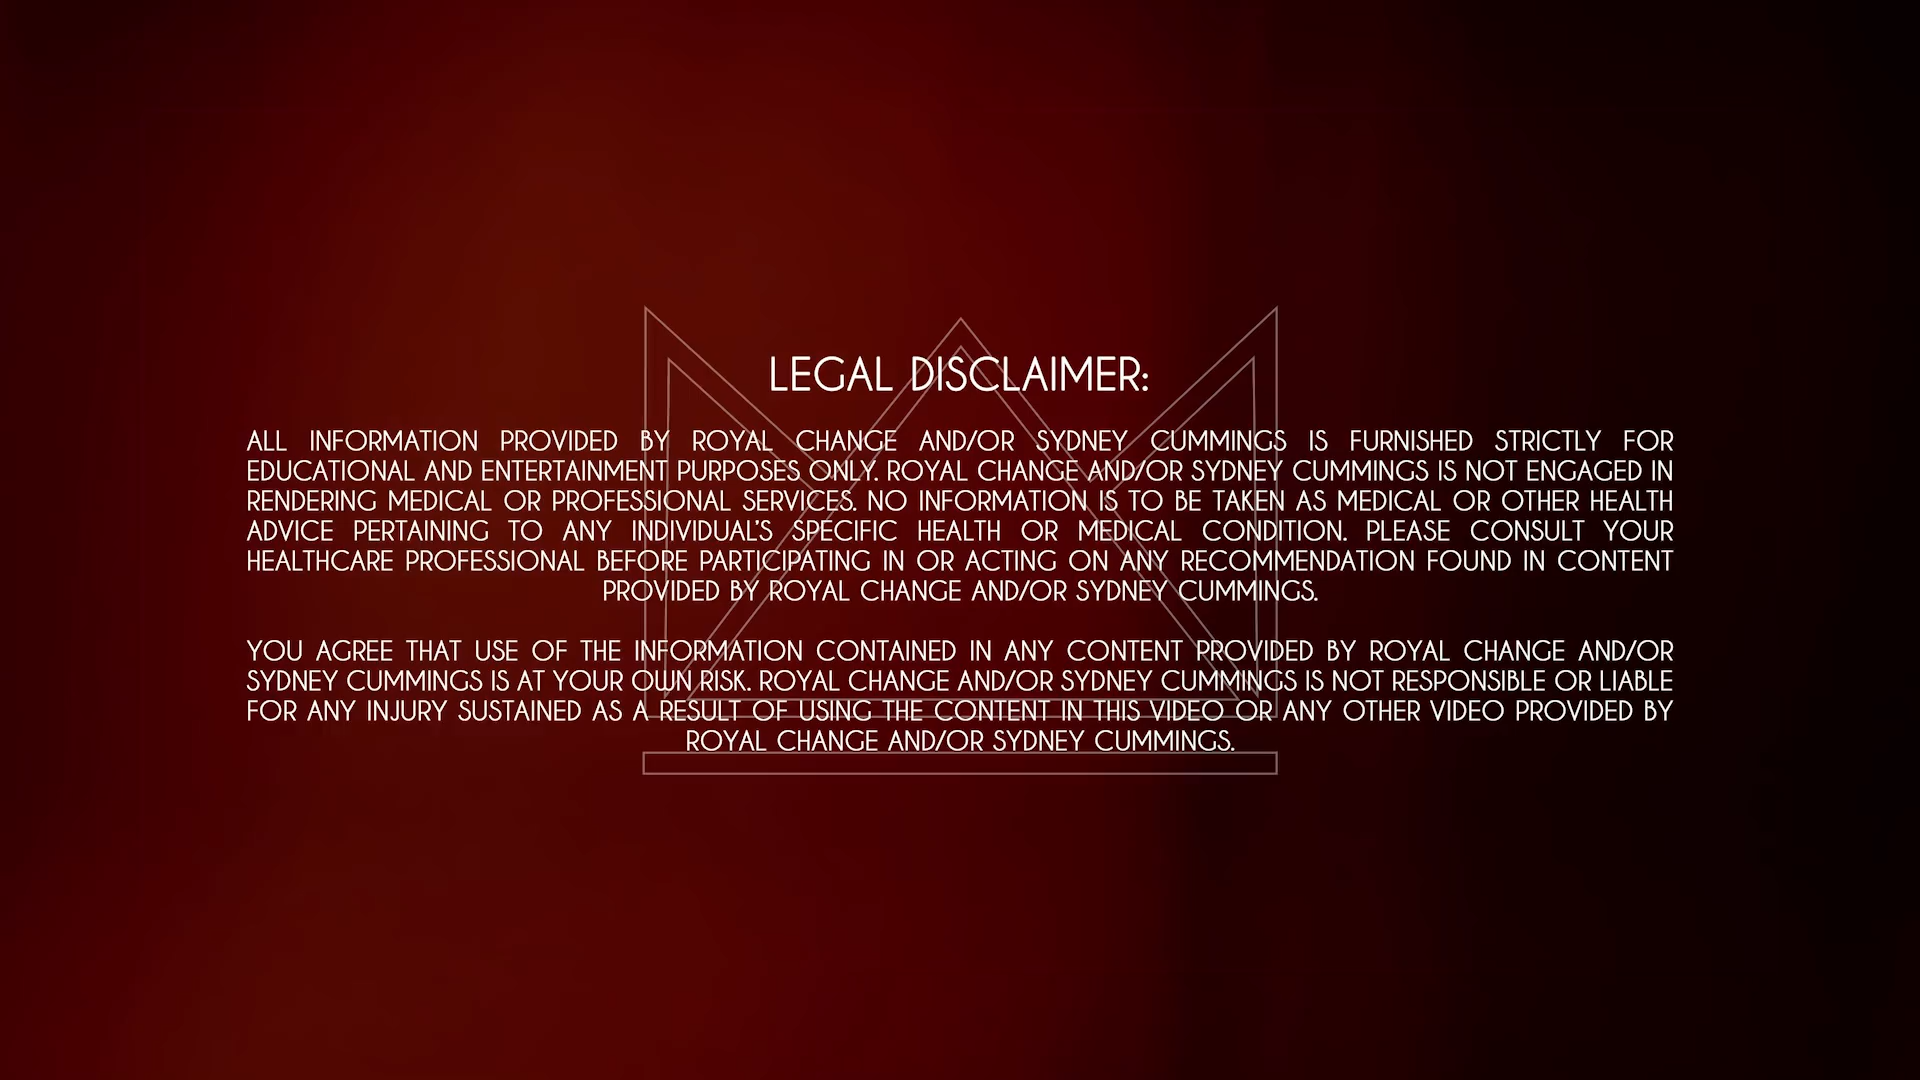 LEGAL DISCLAIMER:
ALL INFORMATION PROVIDED BY ROYAL CHANGE AND/OR SYDNEY CUMMINGS IS FURNISHED STRICTLY FOR
EDUCATIONAL AND ENTERTAINMENT PURPOSES ONLY. ROYAL CHANGE AND/OR SYDNEY CUMMINGS IS NOT ENGAGED IN
RENDERING MEDICAL OR PROFESSIONAL SERVICES. NO INFORMATION IS TO BE TAKEN AS MEDICAL OR OTHER HEALTH
ADVICE PERTAINING TO ANY INDIVIDUAL'S SPECIFIC HEALTH OR MEDICAL CONDITION. PLEASE CONSULT YOUR
HEALTHCARE PROFESSIONAL BEFORE PARTICIPATING IN OR ACTING ON ANY RECOMMENDATION FOUND IN CONTENT
PROVIDED BY ROYAL CHANGE AND/OR SYDNEY CUMMINGS.
YOU AGREE THAT USE OF THE INFORMATION CONTAINED IN ANY CONTENT PROVIDED BY ROYAL CHANGE AND/OR
SYDNEY CUMMINGS IS AT YOUR OWN RISK. ROYAL CHANGE AND/OR SYDNEY CUMMINGS IS NOT RESPONSIBLE OR LIABLE
FOR ANY INJURY SUSTAINED AS A RESULT OF USING THE CONTENT IN THIS VIDEO OR ANY OTHER VIDEO PROVIDED BY
ROYAL CHANGE AND/OR SYDNEY CUMMINGS.